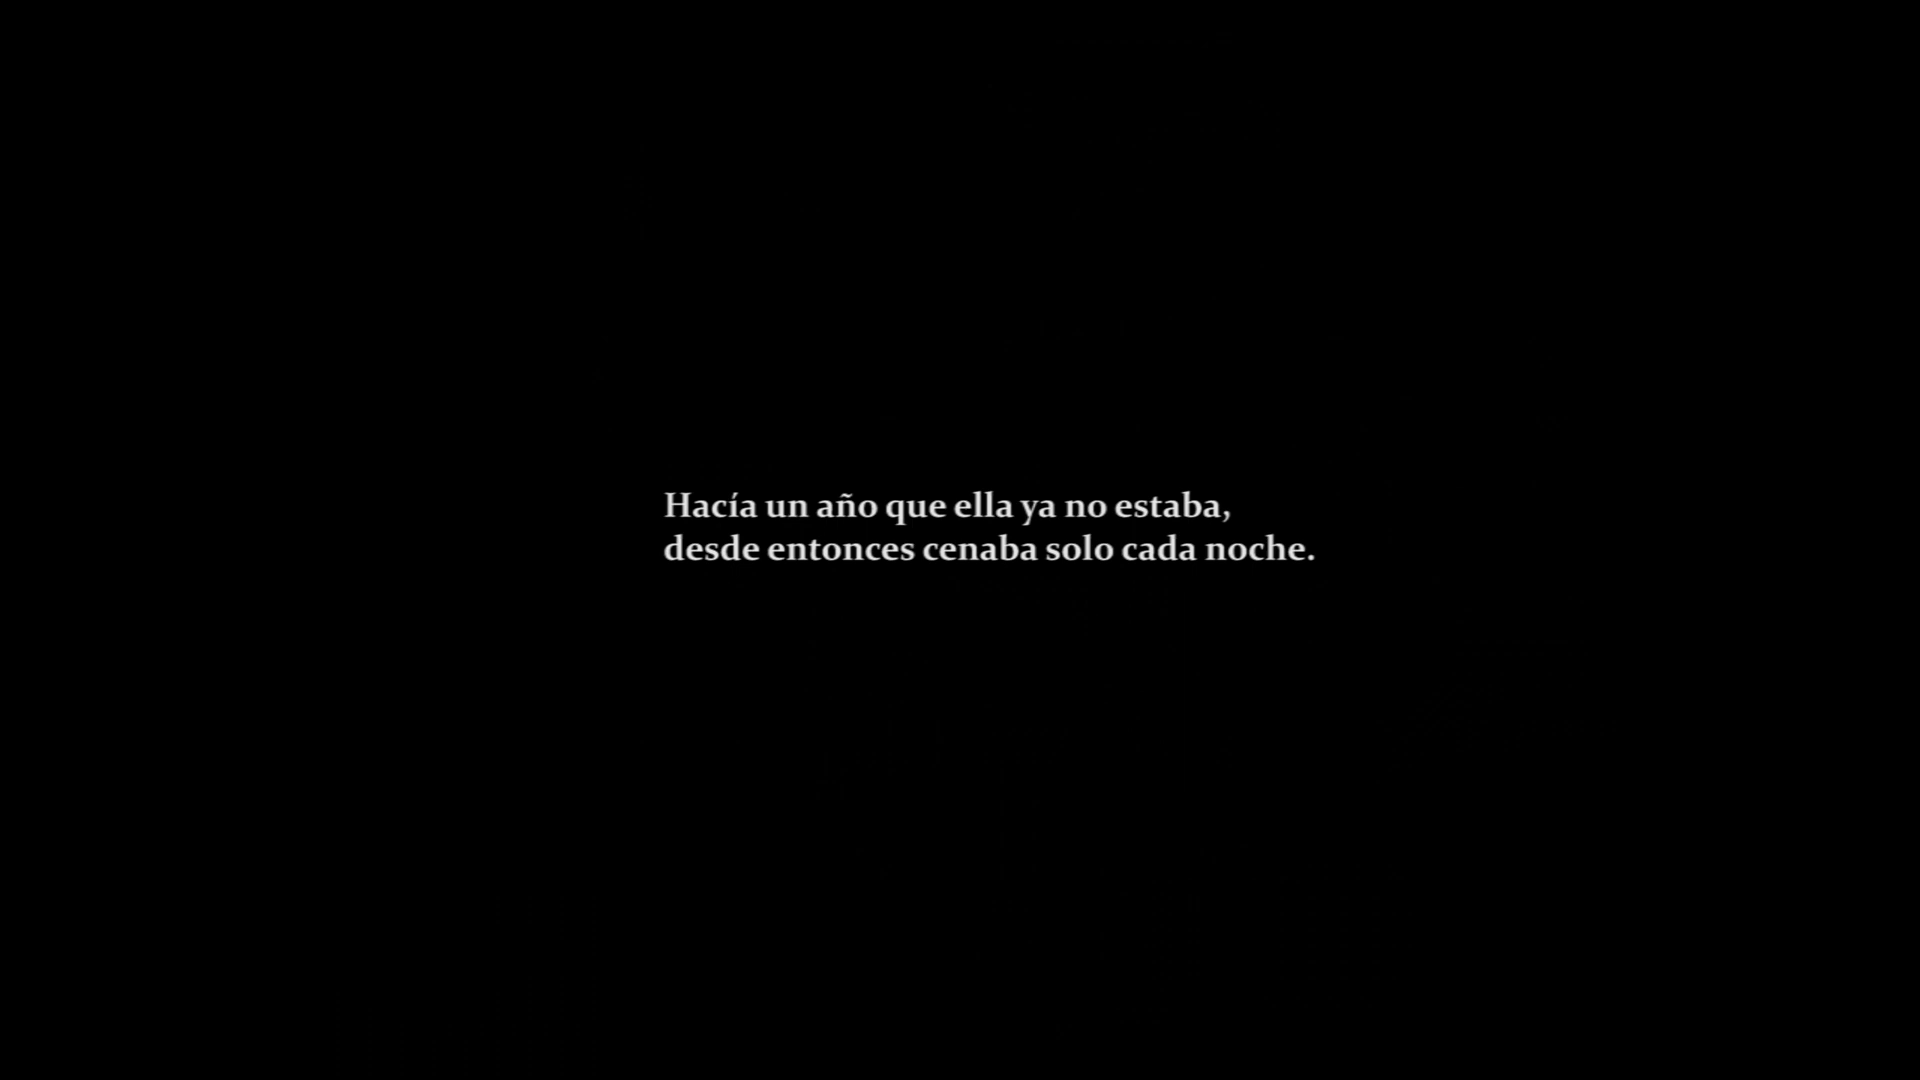 Hacía un año que ella ya no estaba,
desde entonces cenaba solo cada noche.